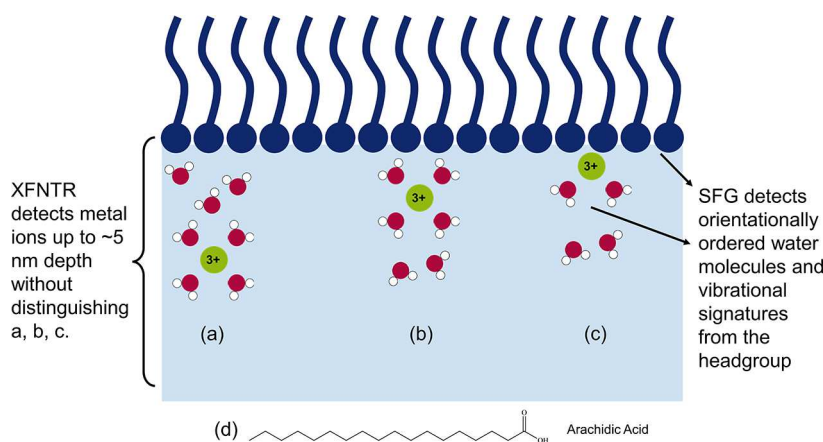 XFNTR
detects metal
ions up to ~5
nm depth
without
distinguishing
a, b, c.
3+
3+
3+
(a)
(b)
(c)
SFG detects
orientationally
ordered water
molecules and
vibrational
signatures
from the
headgroup
(d)
O
OH
Arachidic Acid